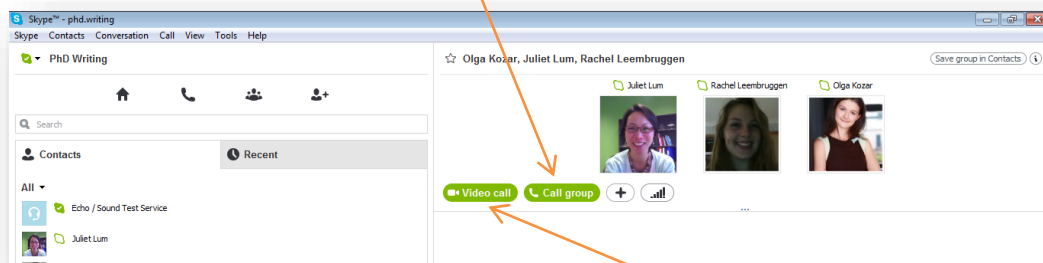 Skype™ - phd.writing
Skype Contacts Conversation Call View Tools Help
PhD Writing
Search
Contacts
Recent
All
Echo / Sound Test Service
Juliet Lum
Olga Kozar, Juliet Lum, Rachel Leembruggen
Save group in Contacts
Juliet Lum
Rachel Leembruggen
Olga Kozar
Video call
Call group